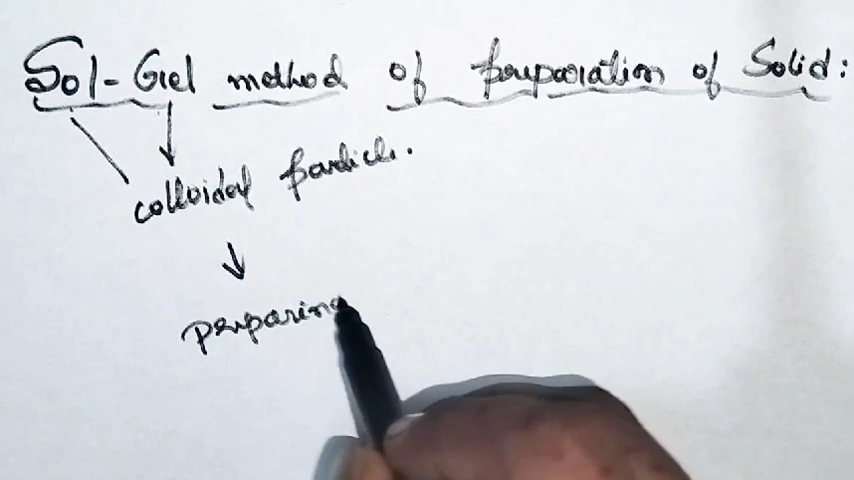 Sol-Gel method of preparation of Solid:
colloidal particle.
preparing